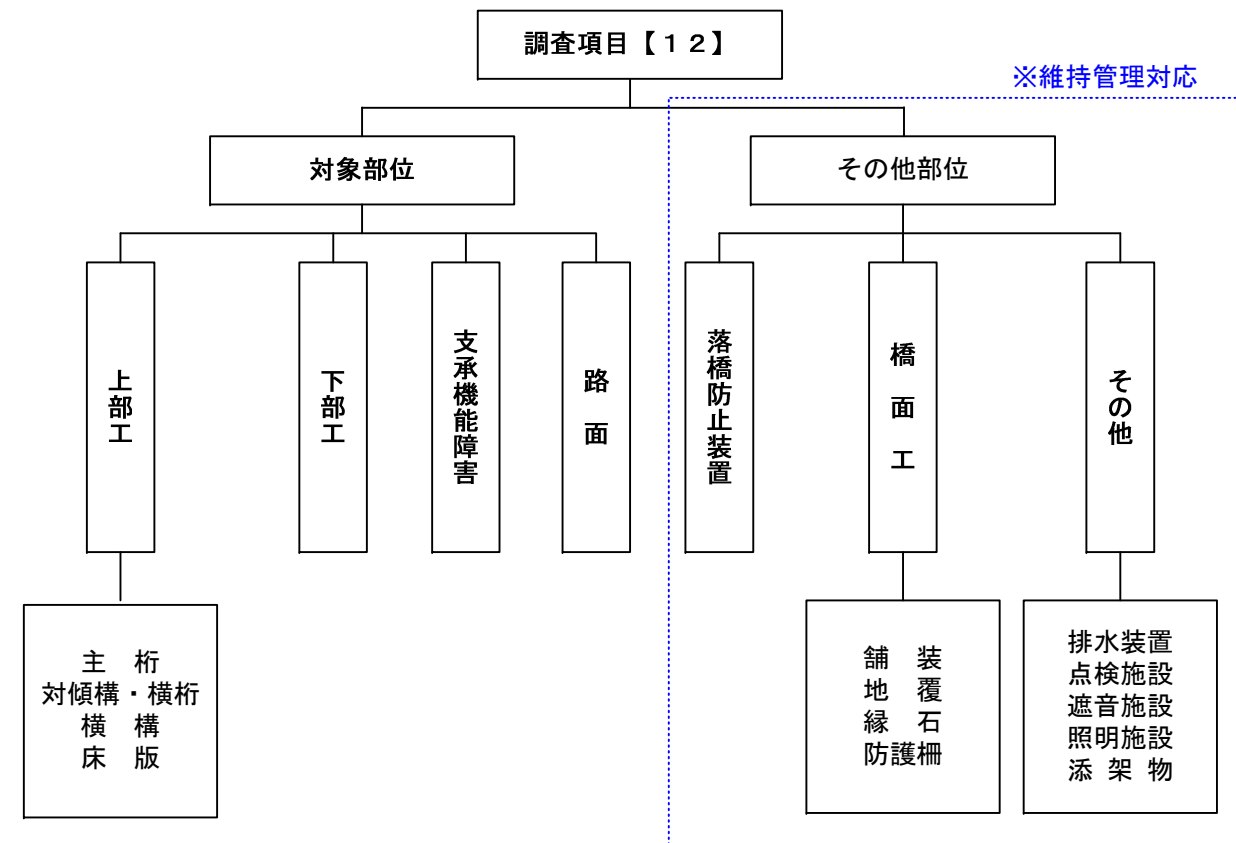 調査項目【１２】
※維持管理対応
対象部位
その他部位
上部工
下部工
支承機能障害
路　面
落橋防止装置
橋　面　工
その他
主　桁
対傾構・横桁
横　構
床　版
舗　装
地　覆
縁　石
防護柵
排水装置
点検施設
遮音施設
照明施設
添 架 物